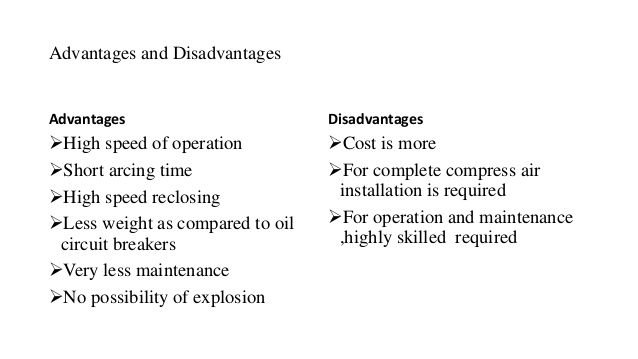 Advantages and Disadvantages
Advantages
➢High speed of operation
➢Short arcing time
➢High speed reclosing
➢Less weight as compared to oil
circuit breakers
➢Very less maintenance
➢No possibility of explosion
Disadvantages
➢Cost is more
➢For complete compress air
installation is required
➢For operation and maintenance
,highly skilled  required